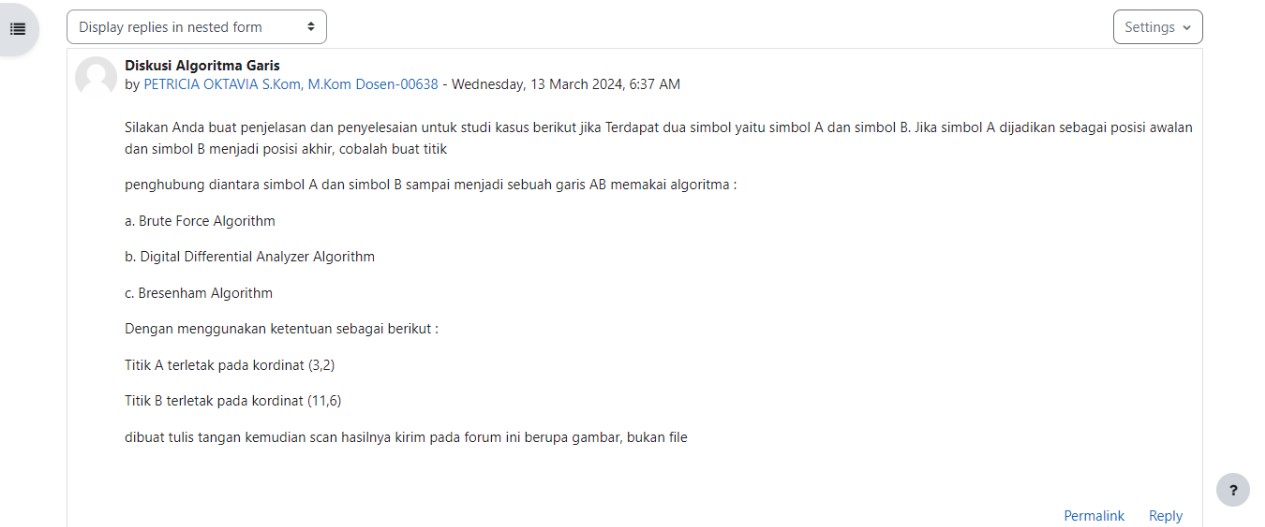 Display replies in nested form
Settings
Diskusi Algoritma Garis
by PETRICIA OKTAVIA S.Kom, M.Kom Dosen-00638 - Wednesday, 13 March 2024, 6:37 AM
Silakan Anda buat penjelasan dan penyelesaian untuk studi kasus berikut jika Terdapat dua simbol yaitu simbol A dan simbol B. Jika simbol A dijadikan sebagai posisi awalan
dan simbol B menjadi posisi akhir, cobalah buat titik
penghubung diantara simbol A dan simbol B sampai menjadi sebuah garis AB memakai algoritma :
a. Brute Force Algorithm
b. Digital Differential Analyzer Algorithm
c. Bresenham Algorithm
Dengan menggunakan ketentuan sebagai berikut :
Titik A terletak pada kordinat (3,2)
Titik B terletak pada kordinat (11,6)
dibuat tulis tangan kemudian scan hasilnya kirim pada forum ini berupa gambar, bukan file
?
Permalink Reply